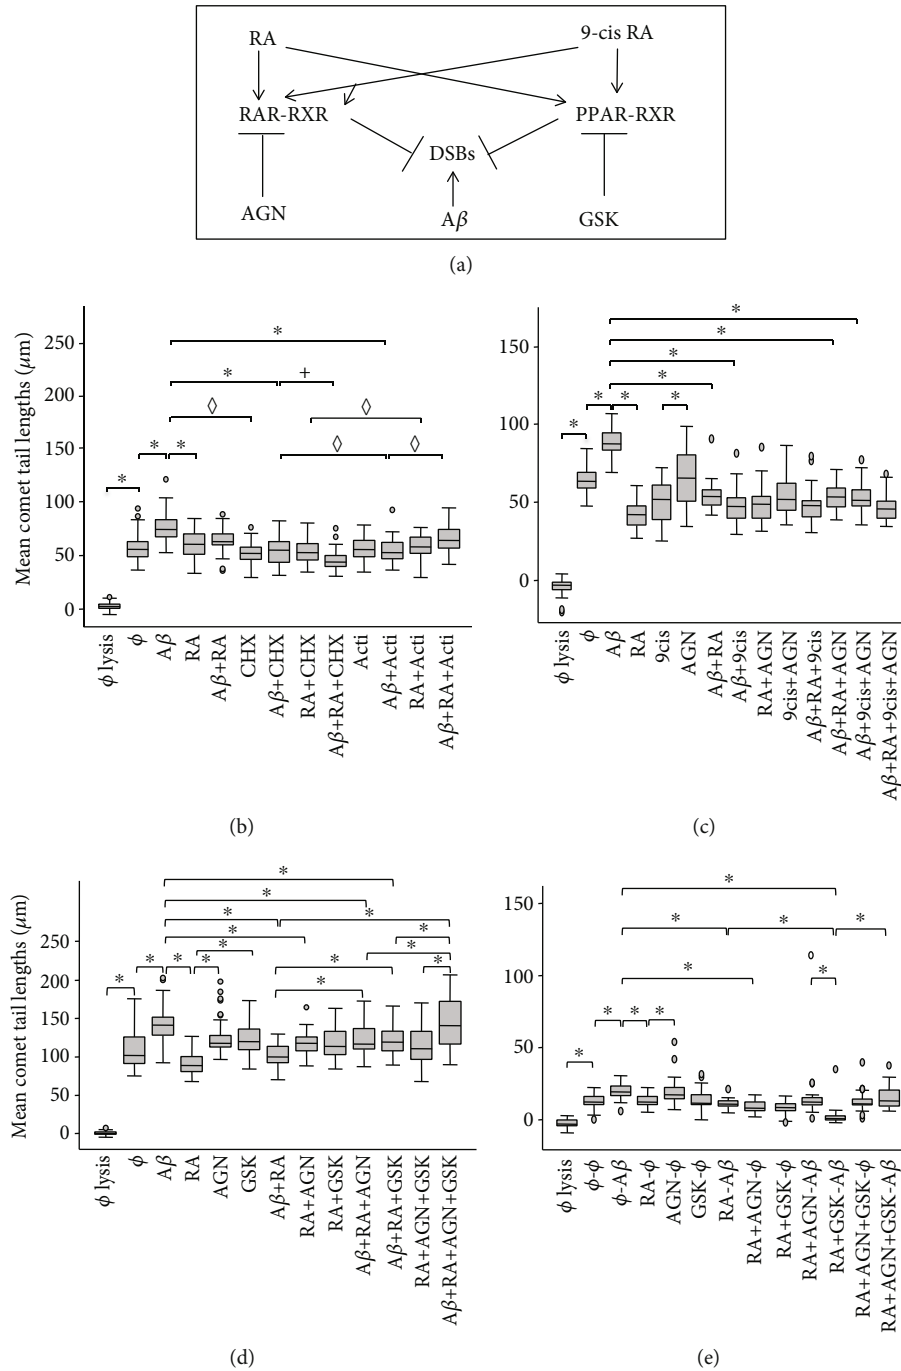 RA 9-cis RA
RAR-RXR PPAR-RXR
DSBs
AGN Aβ GSK
(a)
Mean comet tail lengths (μm)
250
200
150
100
50
0
* + ◊
* ◊ ◊
* * * ◊ ◊
*
ϕ lysis
ϕ
Aβ
RA
Aβ+RA
CHX
Aβ+CHX
RA+CHX
Aβ+RA+CHX
Acti
Aβ+Acti
RA+Acti
Aβ+RA+Acti
(b)
150
100
50
0
*
*
*
*
* * * *
ϕ lysis
ϕ
Aβ
RA
9cis
AGN
Aβ+RA
Aβ+9cis
RA+AGN
9cis+AGN
Aβ+RA+9cis
Aβ+RA+AGN
Aβ+9cis+AGN
Aβ+RA+9cis+AGN
(c)
Mean comet tail lengths (μm)
250
200
150
100
50
0
*
*
* *
* * *
* * * * * * *
*
ϕ lysis
ϕ
Aβ
RA
AGN
GSK
Aβ+RA
RA+AGN
RA+GSK
Aβ+RA+AGN
Aβ+RA+GSK
RA+AGN+GSK
Aβ+RA+AGN+GSK
(d)
150
100
50
0
*
* * *
* *
* * * *
*
ϕ lysis
ϕ-ϕ
ϕ-Aβ
RA-ϕ
AGN-ϕ
GSK-ϕ
RA-Aβ
RA+AGN-ϕ
RA+GSK-ϕ
RA+AGN-Aβ
RA+GSK-Aβ
RA+AGN+GSK-ϕ
RA+AGN+GSK-Aβ
(e)